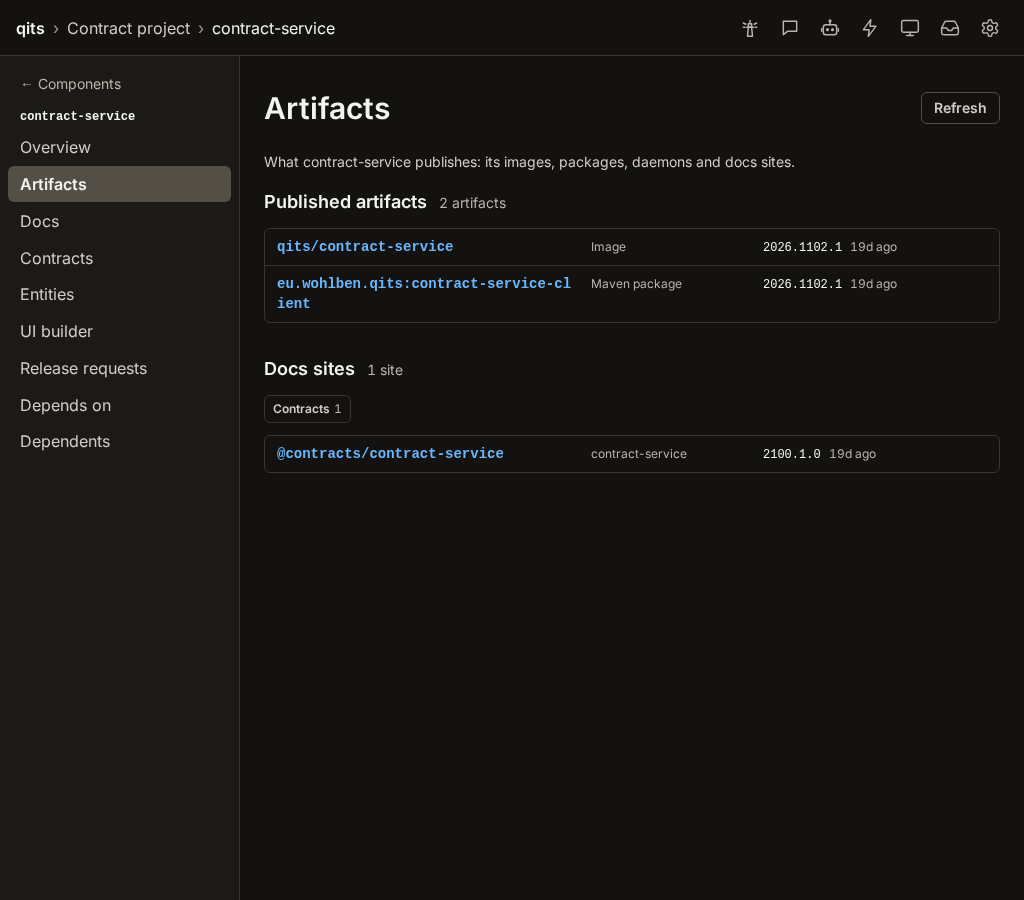 qits › Contract project › contract-service
← Components
contract-service
Overview
Artifacts
Docs
Contracts
Entities
UI builder
Release requests
Depends on
Dependents
Artifacts
Refresh
What contract-service publishes: its images, packages, daemons and docs sites.
Published artifacts 2 artifacts
qits/contract-service Image 2026.1102.1 19d ago
eu.wohlben.qits:contract-service-cl Maven package 2026.1102.1 19d ago
ient
Docs sites 1 site
Contracts 1
@contracts/contract-service contract-service 2100.1.0 19d ago